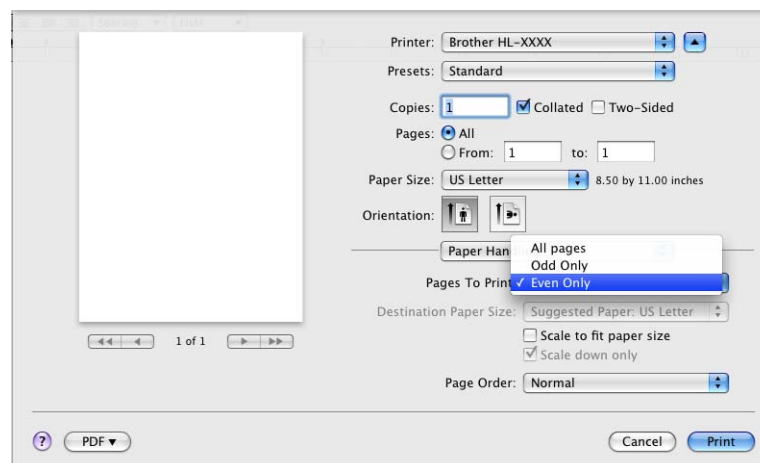 Printer: Brother HL-XXXX
Presets: Standard
Copies: 1 Collated Two-Sided
Pages: All
From: 1 to: 1
Paper Size: US Letter 8.50 by 11.00 inches
Orientation:
Paper Han
All pages
Odd Only
Pages To Print ✓ Even Only
Destination Paper Size: Suggested Paper: US Letter
Scale to fit paper size
1 of 1
Scale down only
Page Order: Normal
? PDF ▼ Cancel Print